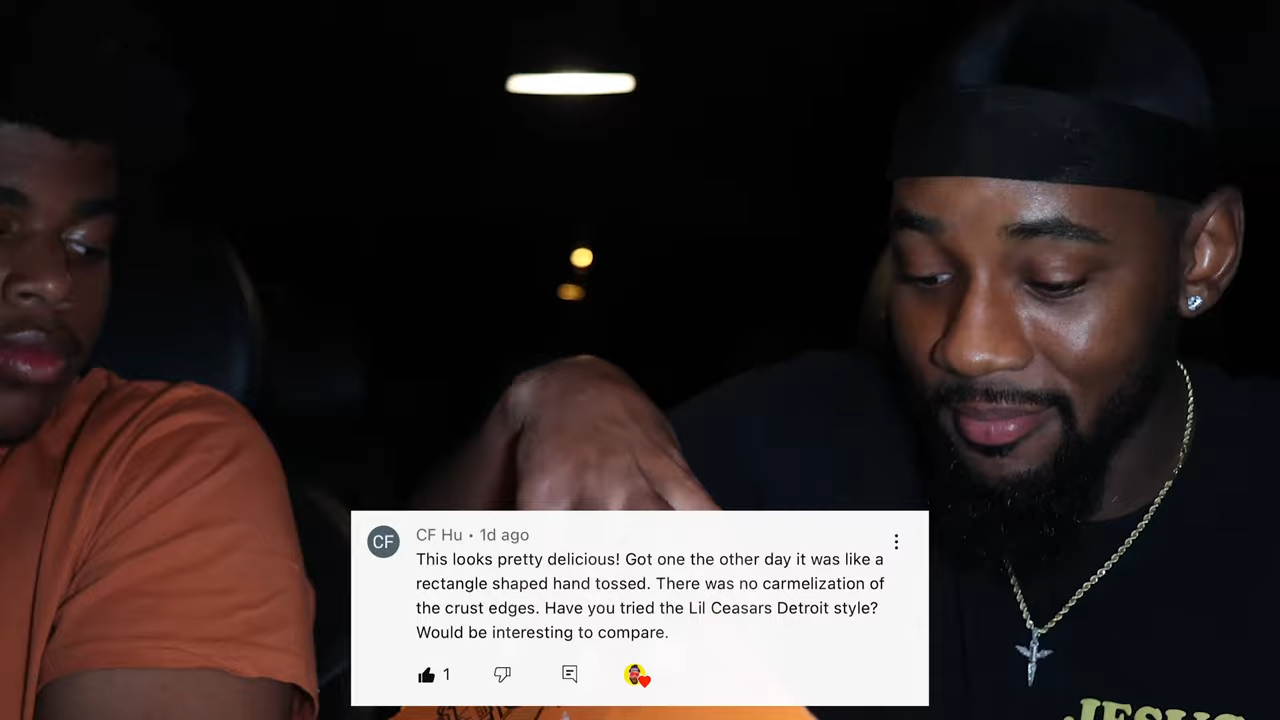 CF
CF Hu • 1d ago
This looks pretty delicious! Got one the other day it was like a
rectangle shaped hand tossed. There was no carmelization of
the crust edges. Have you tried the Lil Ceasars Detroit style?
Would be interesting to compare.
1
JESUS